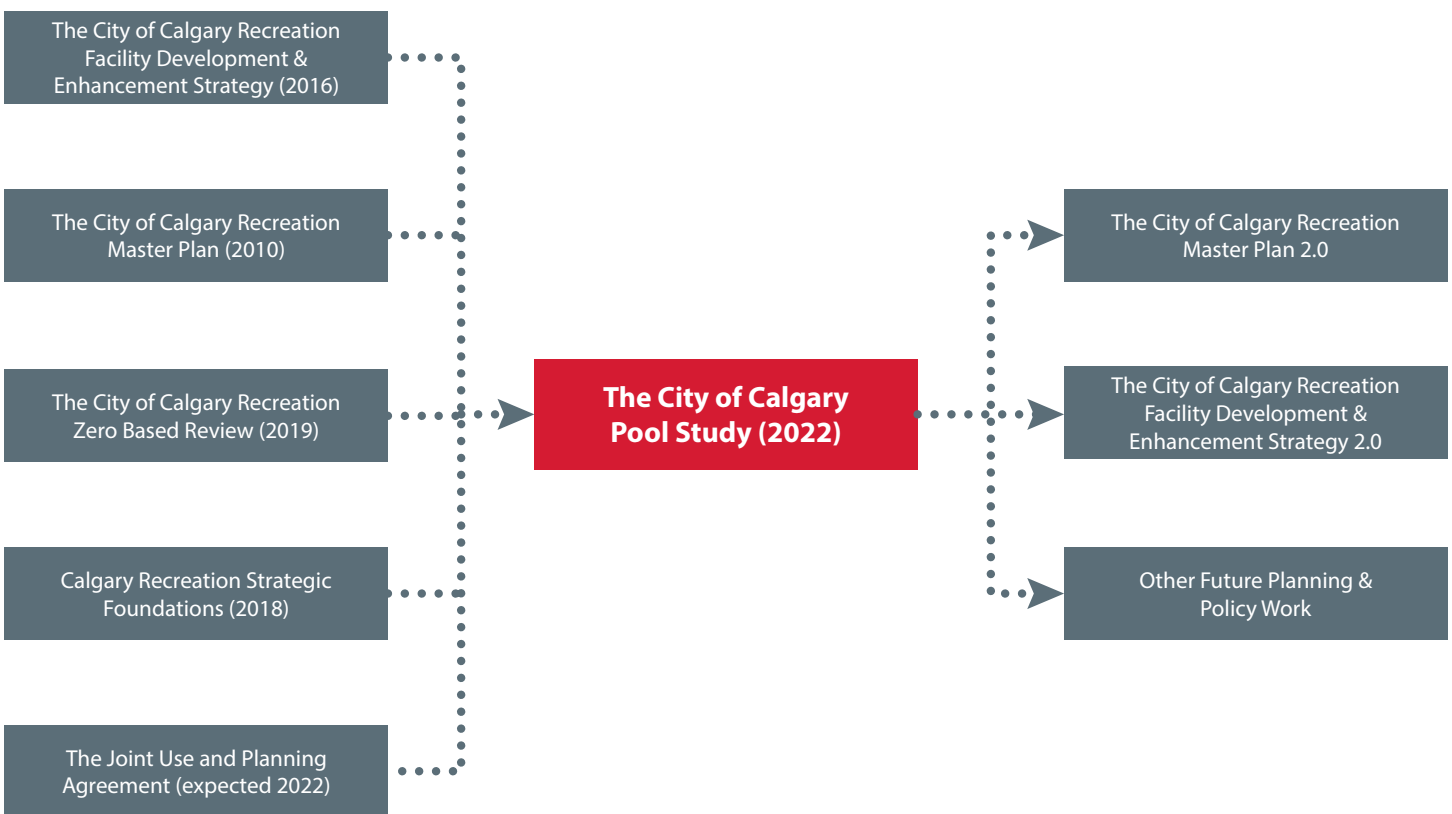 The City of Calgary Recreation
Facility Development &
Enhancement Strategy (2016)
The City of Calgary Recreation
Master Plan (2010)
The City of Calgary Recreation
Zero Based Review (2019)
Calgary Recreation Strategic
Foundations (2018)
The Joint Use and Planning
Agreement (expected 2022)
The City of Calgary
Pool Study (2022)
The City of Calgary Recreation
Master Plan 2.0
The City of Calgary Recreation
Facility Development &
Enhancement Strategy 2.0
Other Future Planning &
Policy Work